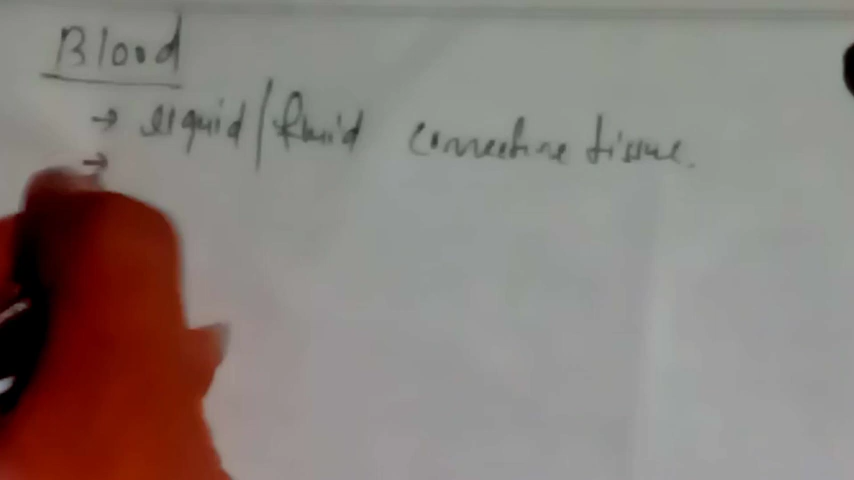 Blood
→ liquid/fluid connective tissue.
→